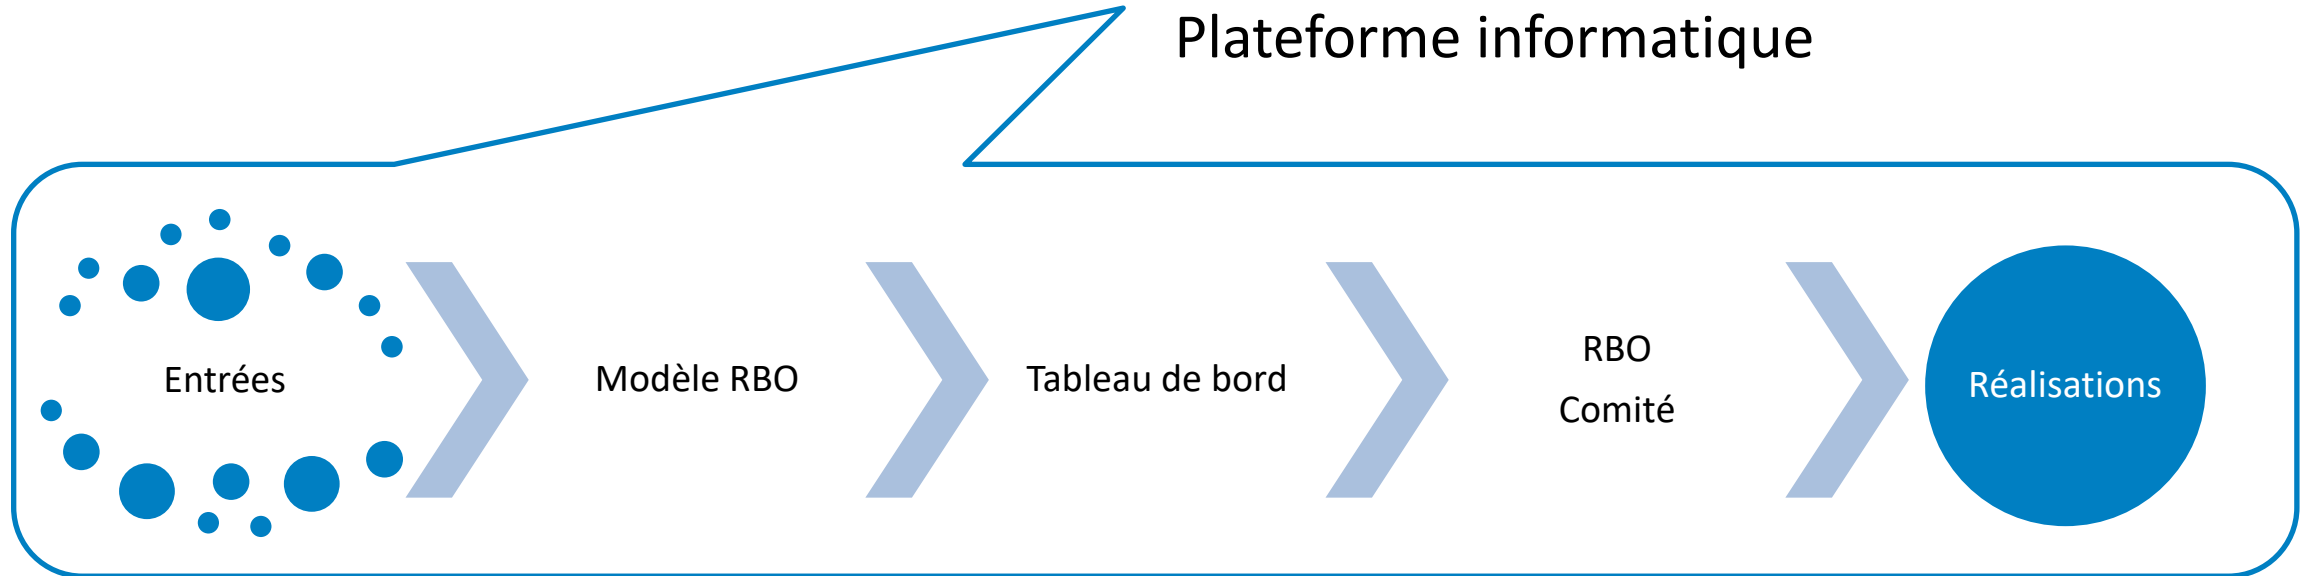 Plateforme informatique
Entrées
Modèle RBO
Tableau de bord
RBO
Comité
Réalisations